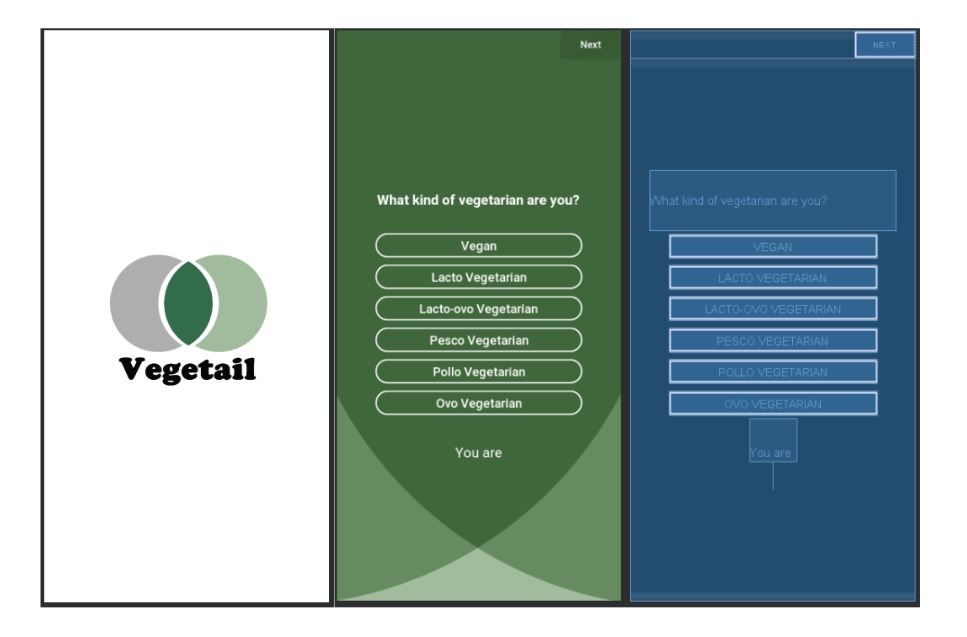 Vegetail
Next
What kind of vegetarian are you?
Vegan
Lacto Vegetarian
Lacto-ovo Vegetarian
Pesco Vegetarian
Pollo Vegetarian
Ovo Vegetarian
You are
NEXT
What kind of vegetarian are you?
VEGAN
LACTO VEGETARIAN
LACTO-OVO VEGETARIAN
PESCO VEGETARIAN
POLLO VEGETARIAN
OVO VEGETARIAN
You are